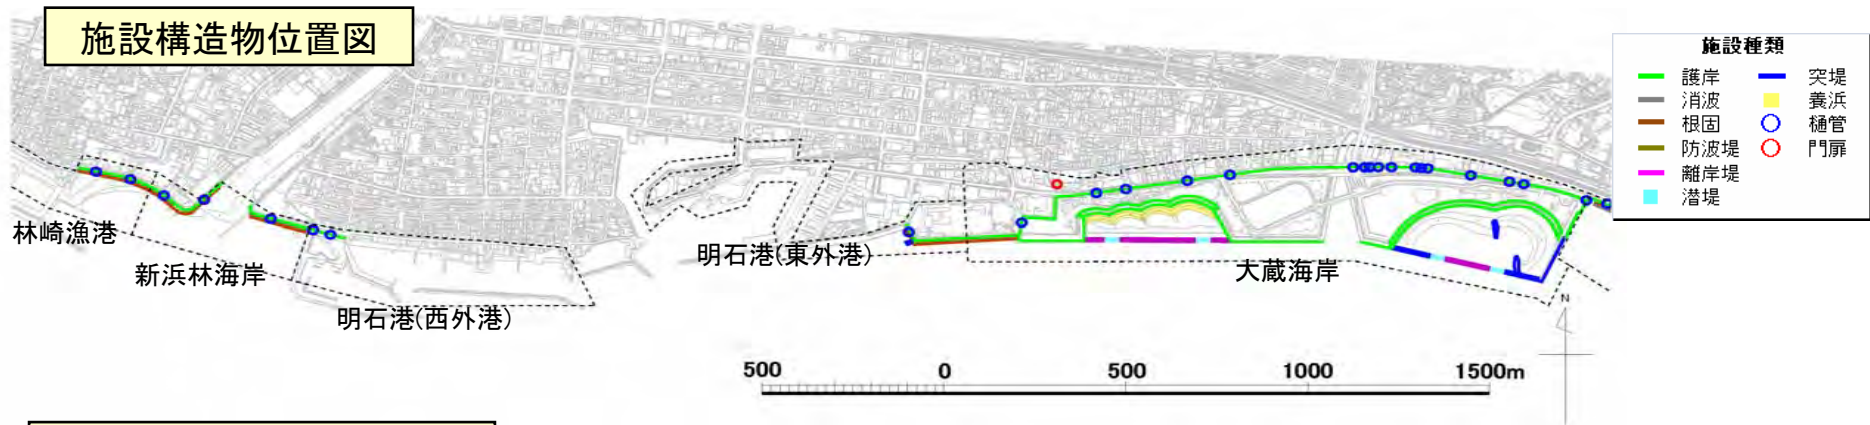 施設構造物位置図
施設種類
護岸 突堤
消波 養浜
根固 樋管
防波堤 門扉
離岸堤
潜堤
林崎漁港
新浜林海岸
明石港(西外港)
明石港(東外港)
大蔵海岸
N
500 0 500 1000 1500m